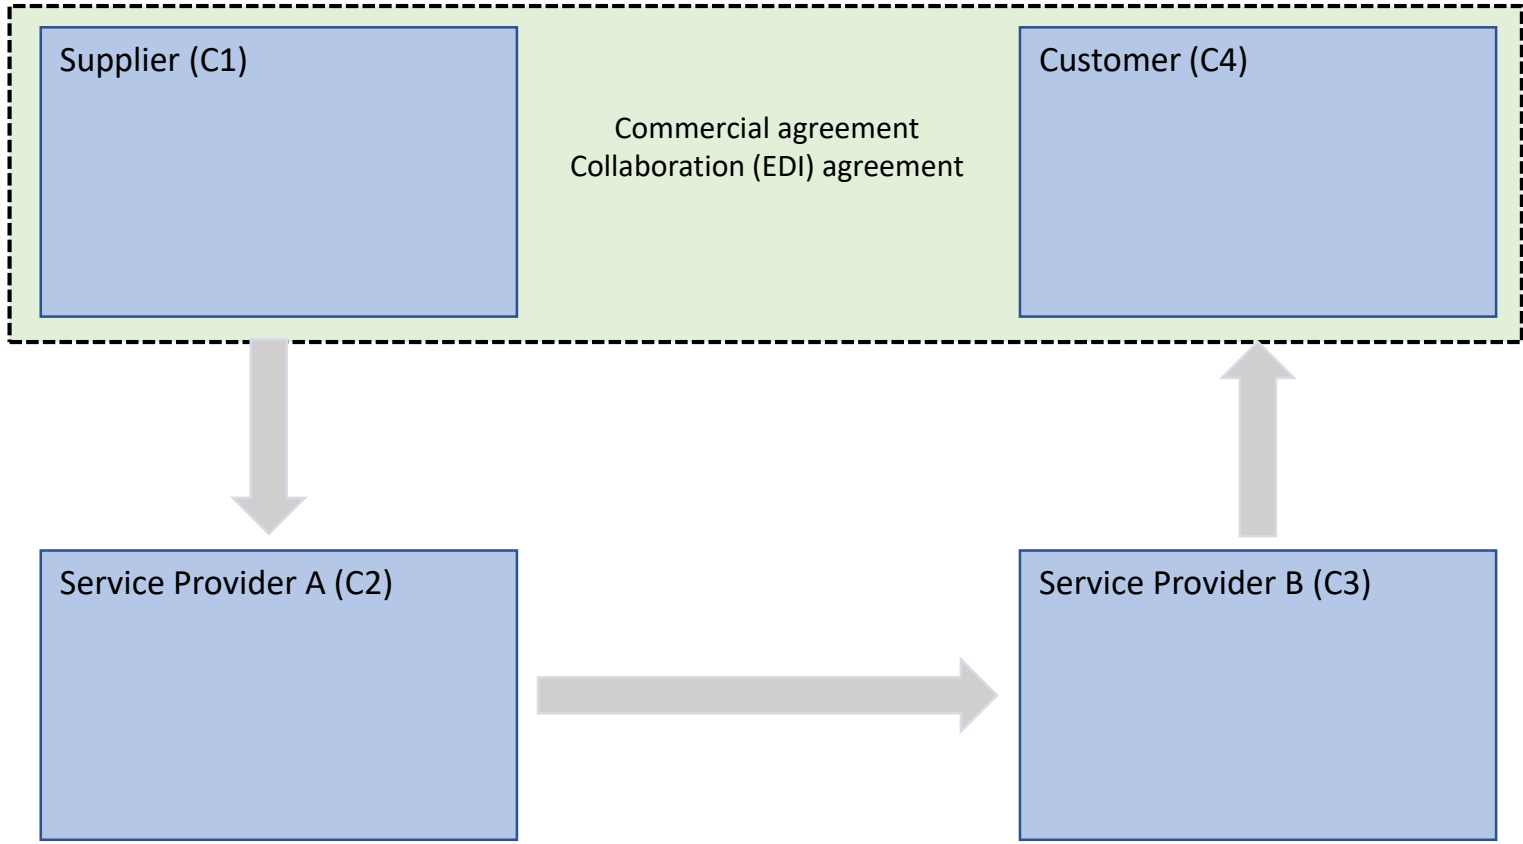 Supplier (C1)
Customer (C4)
Commercial agreement
Collaboration (EDI) agreement
Service Provider A (C2)
Service Provider B (C3)